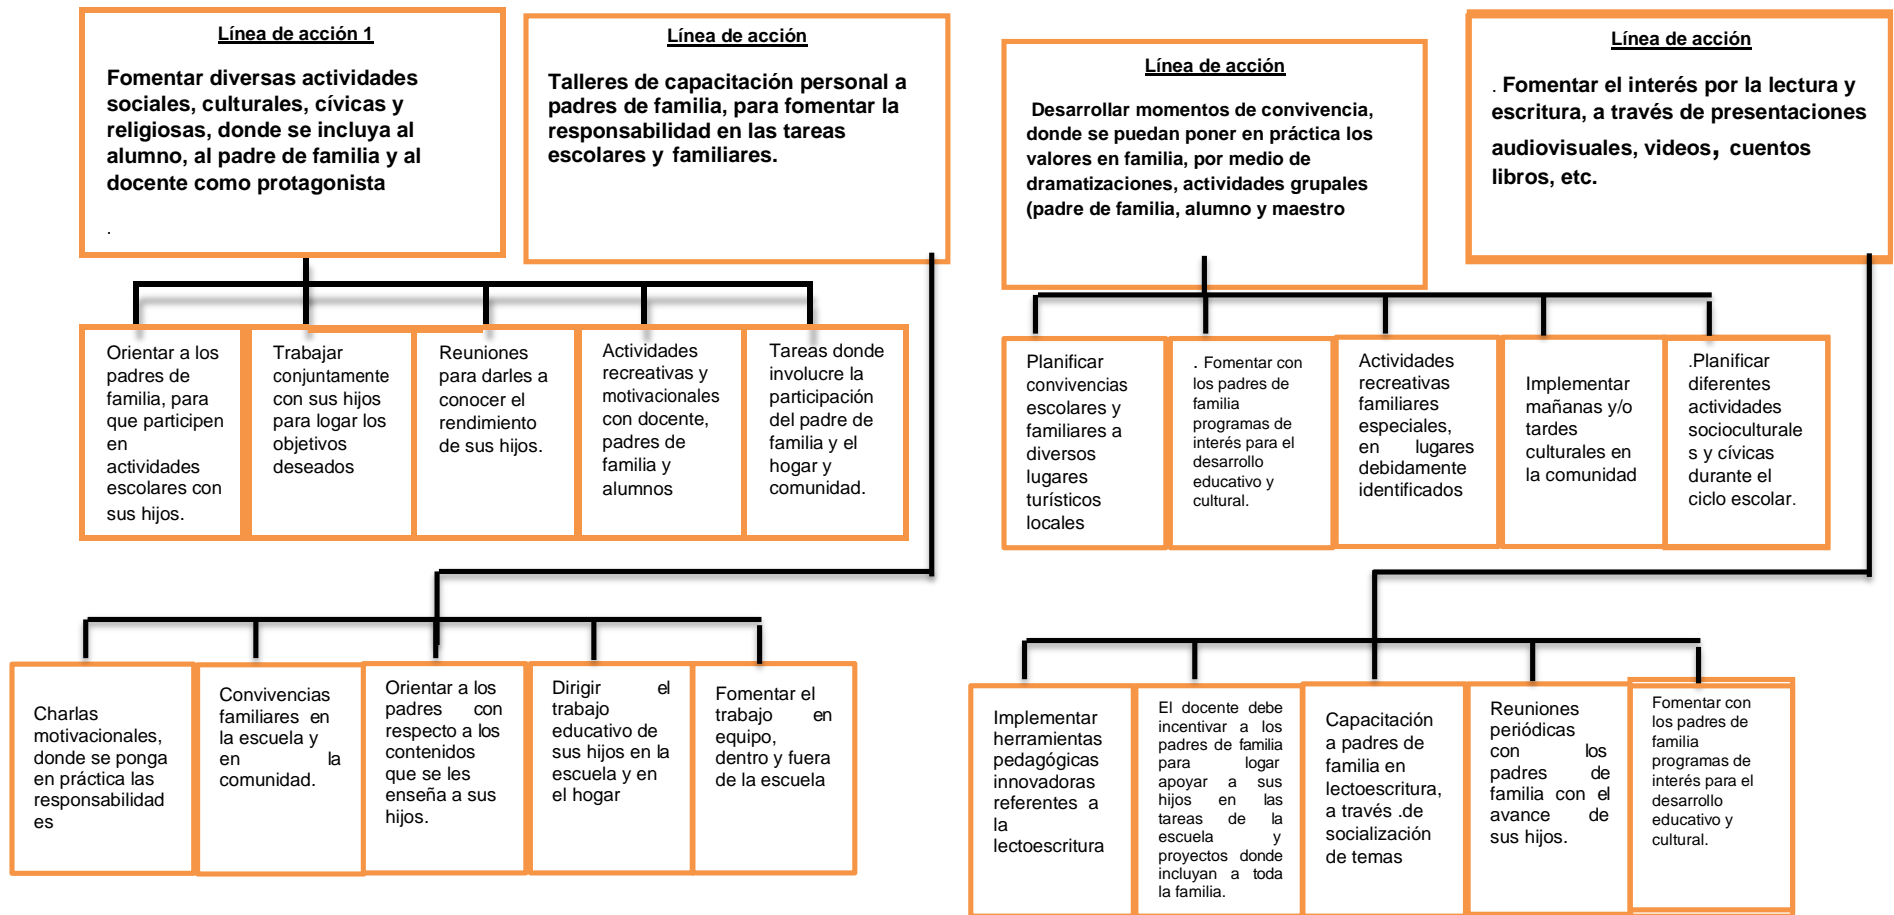 Línea de acción 1
Fomentar diversas actividades
sociales, culturales, cívicas y
religiosas, donde se incluya al
alumno, al padre de familia y al
docente como protagonista
.
Línea de acción
Talleres de capacitación personal a
padres de familia, para fomentar la
responsabilidad en las tareas
escolares y familiares.
Línea de acción
Desarrollar momentos de convivencia,
donde se puedan poner en práctica los
valores en familia, por medio de
dramatizaciones, actividades grupales
(padre de familia, alumno y maestro
Línea de acción
. Fomentar el interés por la lectura y
escritura, a través de presentaciones
audiovisuales, videos, cuentos
libros, etc.
Orientar a los
padres de
familia, para
que participen
en
actividades
escolares con
sus hijos.
Trabajar
conjuntamente
con sus hijos
para logar los
objetivos
deseados
Reuniones
para darles a
conocer el
rendimiento
de sus hijos.
Actividades
recreativas y
motivacionales
con docente,
padres de
familia y
alumnos
Tareas donde
involucre la
participación
del padre de
familia y el
hogar y
comunidad.
Planificar
convivencias
escolares y
familiares a
diversos
lugares
turísticos
locales
. Fomentar con
los padres de
familia
programas de
interés para el
desarrollo
educativo y
cultural.
Actividades
recreativas
familiares
especiales,
en lugares
debidamente
identificados
Implementar
mañanas y/o
tardes
culturales en
la comunidad
.Planificar
diferentes
actividades
socioculturale
s y cívicas
durante el
ciclo escolar.
Charlas
motivacionales,
donde se ponga
en práctica las
responsabilidad
es
Convivencias
familiares en
la escuela y
en la
comunidad.
Orientar a los
padres con
respecto a los
contenidos
que se les
enseña a sus
hijos.
Dirigir el
trabajo
educativo de
sus hijos en la
escuela y en
el hogar
Fomentar el
trabajo en
equipo,
dentro y fuera
de la escuela
Implementar
herramientas
pedagógicas
innovadoras
referentes a
la
lectoescritura
El docente debe
incentivar a los
padres de familia
para logar
apoyar a sus
hijos en las
tareas de la
escuela y
proyectos donde
incluyan a toda
la familia.
Capacitación
a padres de
familia en
lectoescritura,
a través .de
socialización
de temas
Reuniones
periódicas
con los
padres de
familia con el
avance de
sus hijos.
Fomentar con
los padres de
familia
programas de
interés para el
desarrollo
educativo y
cultural.